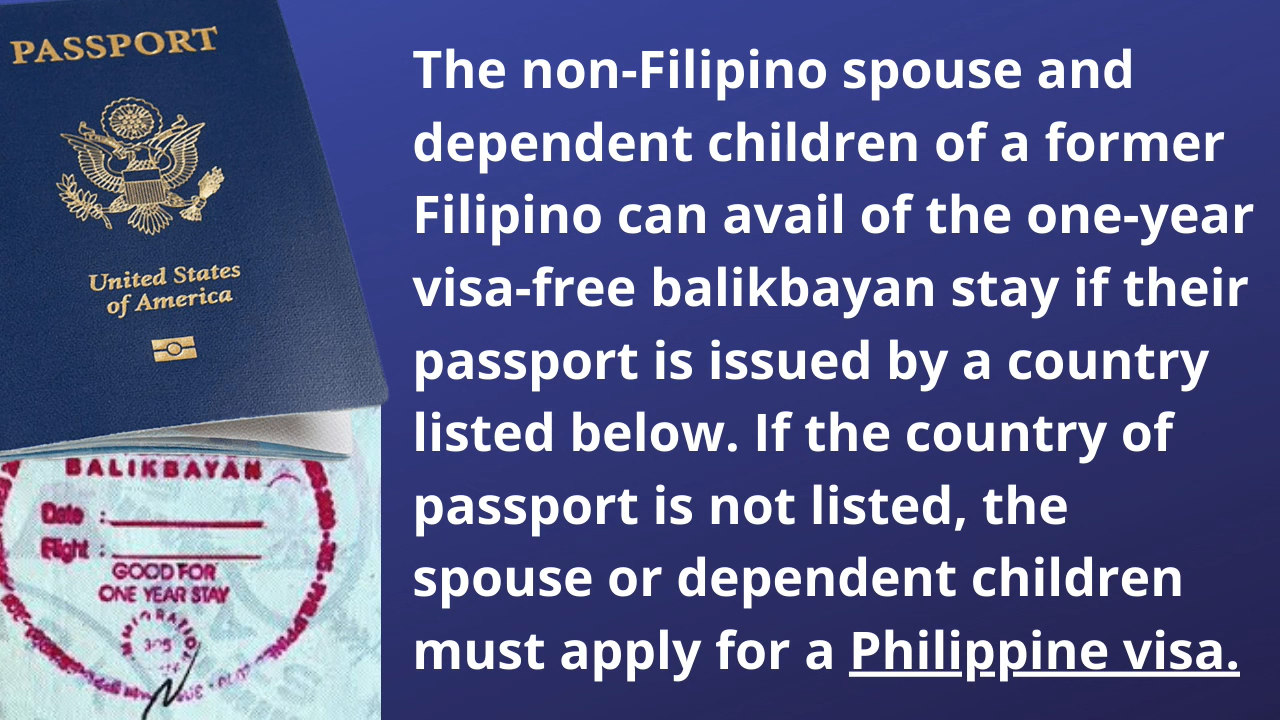 PASSPORT
United States
of America
BALIKBAYAN
Date :
Flight :
GOOD FOR
ONE YEAR STAY
The non-Filipino spouse and
dependent children of a former
Filipino can avail of the one-year
visa-free balikbayan stay if their
passport is issued by a country
listed below. If the country of
passport is not listed, the
spouse or dependent children
must apply for a Philippine visa.